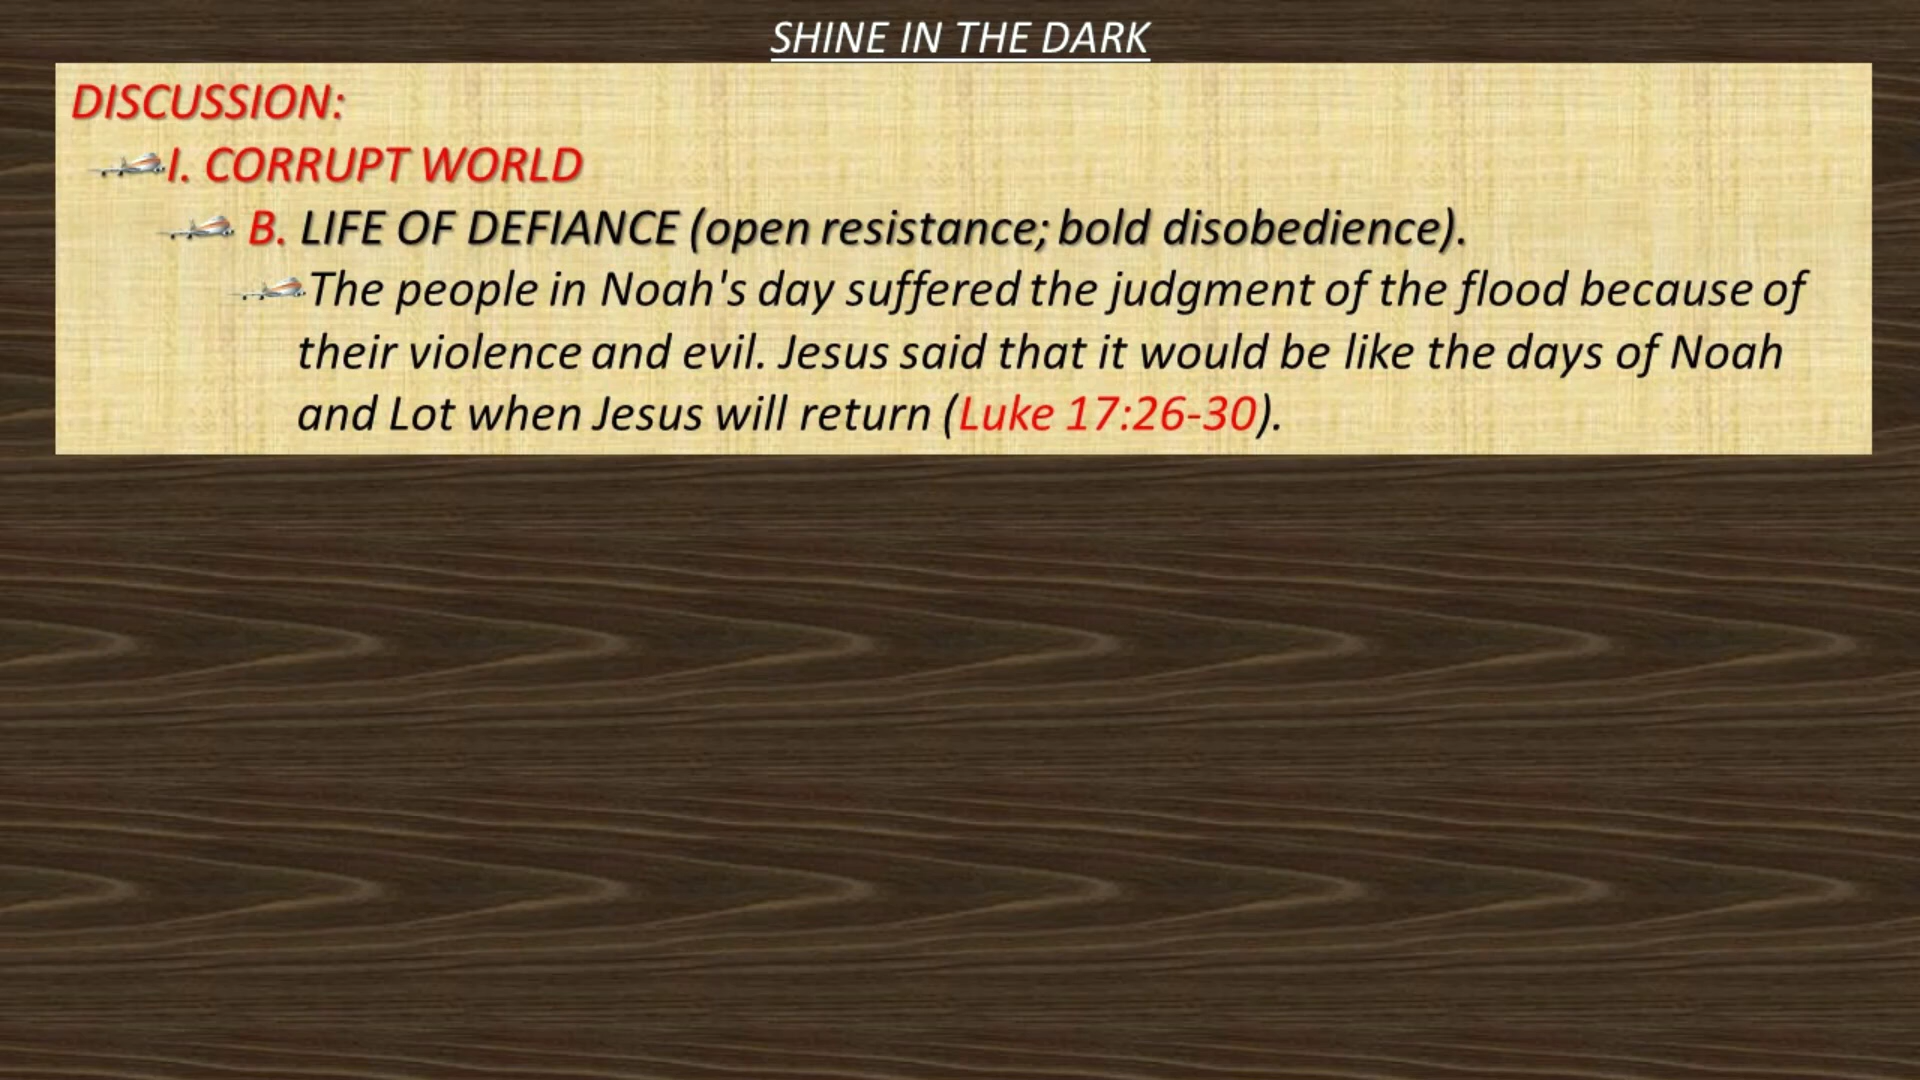 SHINE IN THE DARK
DISCUSSION:
I. CORRUPT WORLD
B. LIFE OF DEFIANCE (open resistance; bold disobedience).
The people in Noah's day suffered the judgment of the flood because of
their violence and evil. Jesus said that it would be like the days of Noah
and Lot when Jesus will return (Luke 17:26-30).